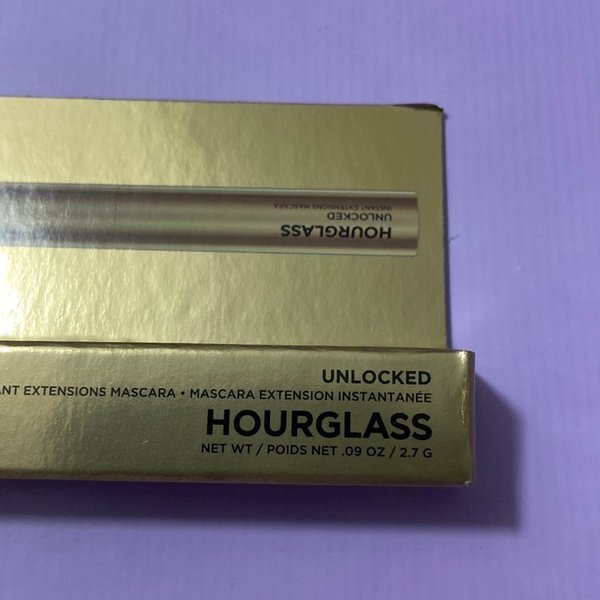 INSTANT EXTENSIONS MASCARA
UNLOCKED
HOURGLASS
UNLOCKED
ANT EXTENSIONS MASCARA • MASCARA EXTENSION INSTANTANÉE
HOURGLASS
NET WT / POIDS NET .09 OZ / 2.7 G